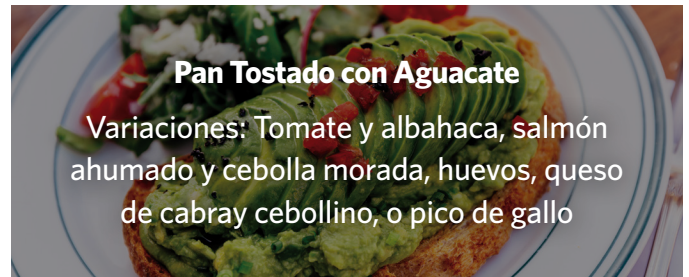 Pan Tostado con Aguacate
Variaciones: Tomate y albahaca, salmón
ahumado y cebolla morada, huevos, queso
de cabray cebollino, o pico de gallo